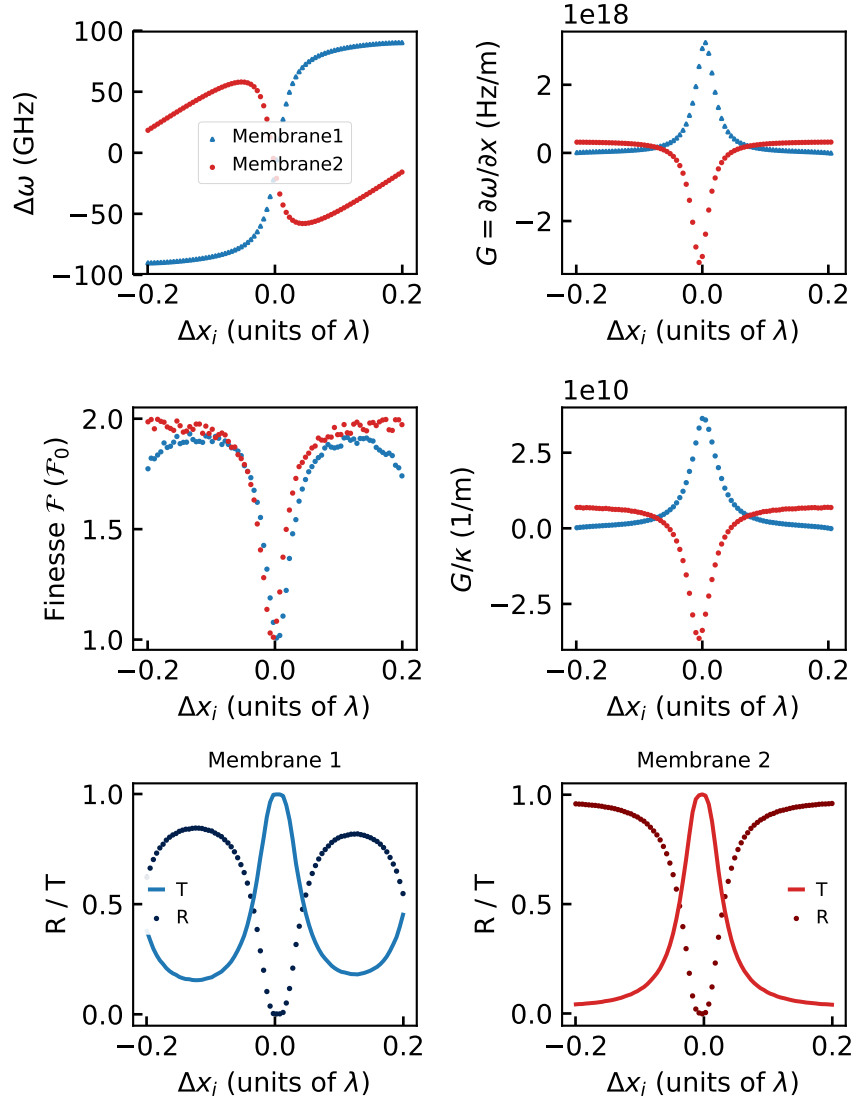 100
50
0
−50
−100
Δω (GHz)
Membrane1
Membrane2
−0.2
0.0
0.2
Δx_i (units of λ)
1e18
2
0
−2
G = ∂ω/∂x (Hz/m)
−0.2
0.0
0.2
Δx_i (units of λ)
2.0
1.5
1.0
Finesse ℱ (ℱ_0)
−0.2
0.0
0.2
Δx_i (units of λ)
1e10
2.5
0.0
−2.5
G/κ (1/m)
−0.2
0.0
0.2
Δx_i (units of λ)
Membrane 1
1.0
0.5
0.0
R / T
T
R
−0.2
0.0
0.2
Δx_i (units of λ)
Membrane 2
1.0
0.5
0.0
R / T
T
R
−0.2
0.0
0.2
Δx_i (units of λ)